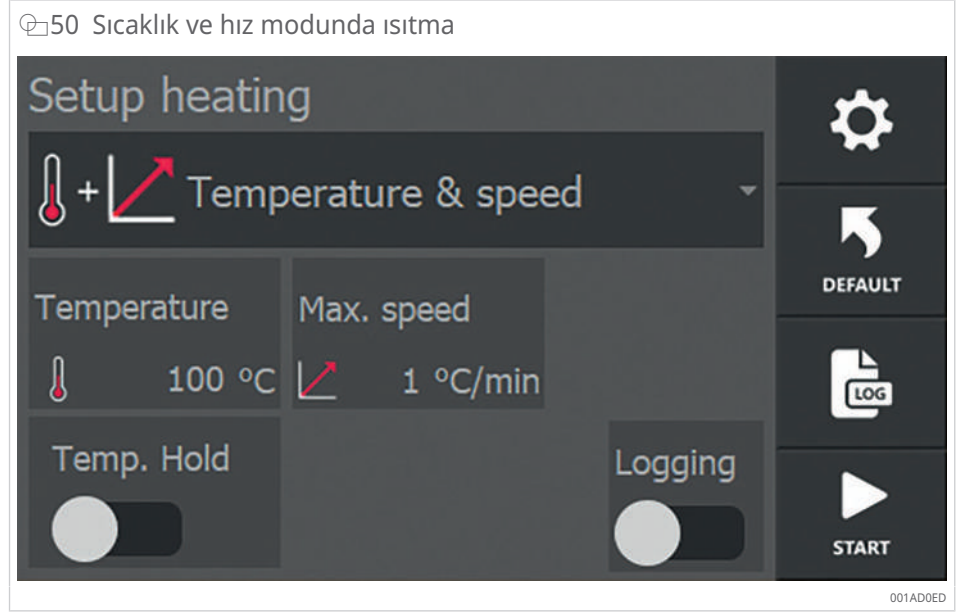 50 Sıcaklık ve hız modunda ısıtma
Setup heating
+ Temperature & speed
DEFAULT
Temperature
Max. speed
100 °C
1 °C/min
LOG
Temp. Hold
Logging
START
001AD0ED